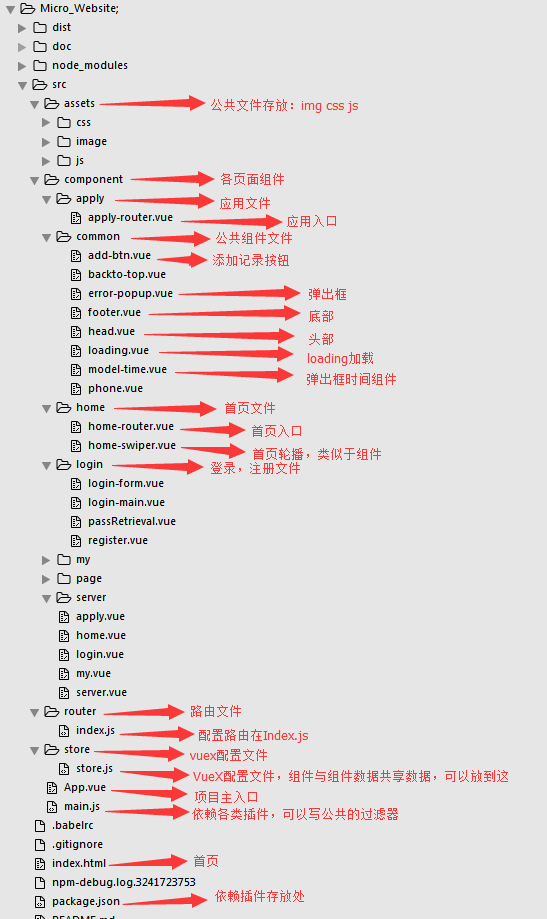 Micro_Website;
dist
doc
node_modules
src
assets 公共文件存放：img css js
css
image
js
component 各页面组件
apply 应用文件
apply-router.vue 应用入口
common 公共组件文件
add-btn.vue 添加记录按钮
backto-top.vue
error-popup.vue 弹出框
footer.vue 底部
head.vue 头部
loading.vue loading加载
model-time.vue 弹出框时间组件
phone.vue
home 首页文件
home-router.vue 首页入口
home-swiper.vue 首页轮播，类似于组件
login 登录，注册文件
login-form.vue
login-main.vue
passRetrieval.vue
register.vue
my
page
server
apply.vue
home.vue
login.vue
my.vue
server.vue
router 路由文件
index.js 配置路由在Index.js
store vuex配置文件
store.js VueX配置文件，组件与组件数据共享数据，可以放到这
App.vue 项目主入口
main.js 依赖各类插件，可以写公共的过滤器
.babelrc
.gitignore
index.html 首页
npm-debug.log.3241723753
package.json 依赖插件存放处
README.md